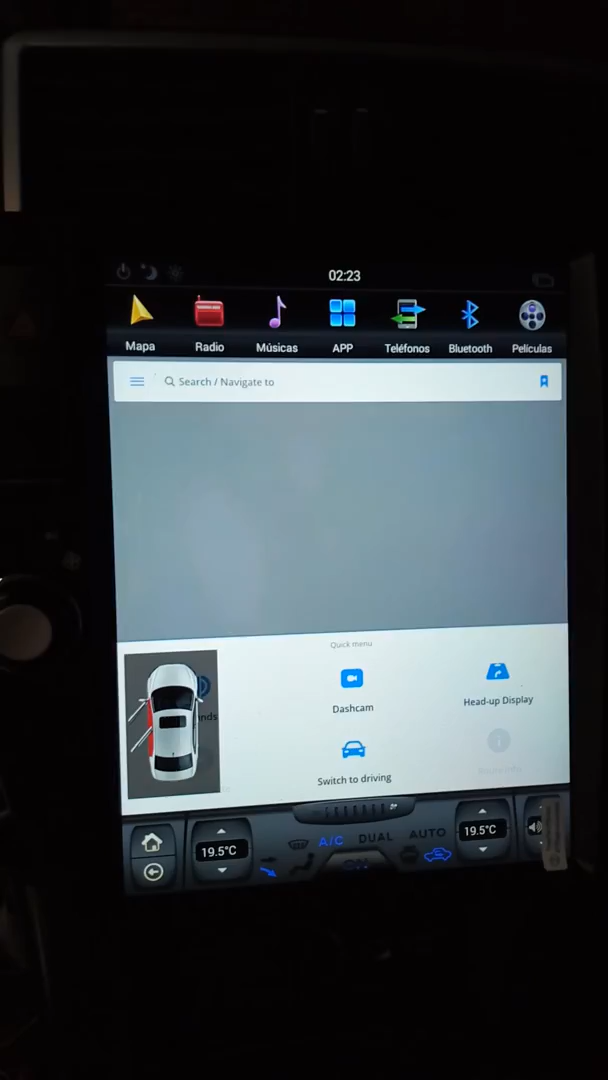 02:23
Mapa
Radio
Músicas
APP
Teléfonos
Bluetooth
Películas
Search / Navigate to
Quick menu
Dashcam
Head-up Display
Switch to driving
19.5°C
A/C
DUAL
AUTO
19.5°C
ON